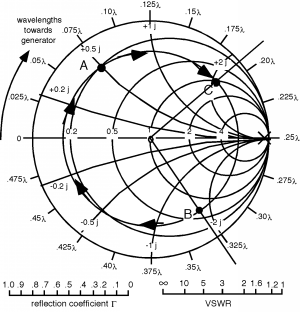 wavelengths
towards
generator
.125λ
.10λ
+1 j
.15λ
.075λ
.175λ
+0.5 j
+2 j
A
.05λ
.20λ
C
+0.2 j
.025λ
.225λ
0
0.2
0.5
1
2
4
.25λ
.475λ
-0.2 j
.275λ
.45λ
-0.5 j
B
-2 j
.30λ
.425λ
-1 j
.325λ
.40λ
.35λ
.375λ
1.0 .9 .8 .7 .6 .5 .4 .3 .2 .1 0
reflection coefficient Γ
∞ 10 5 3 2 1.6 1.2 1
VSWR